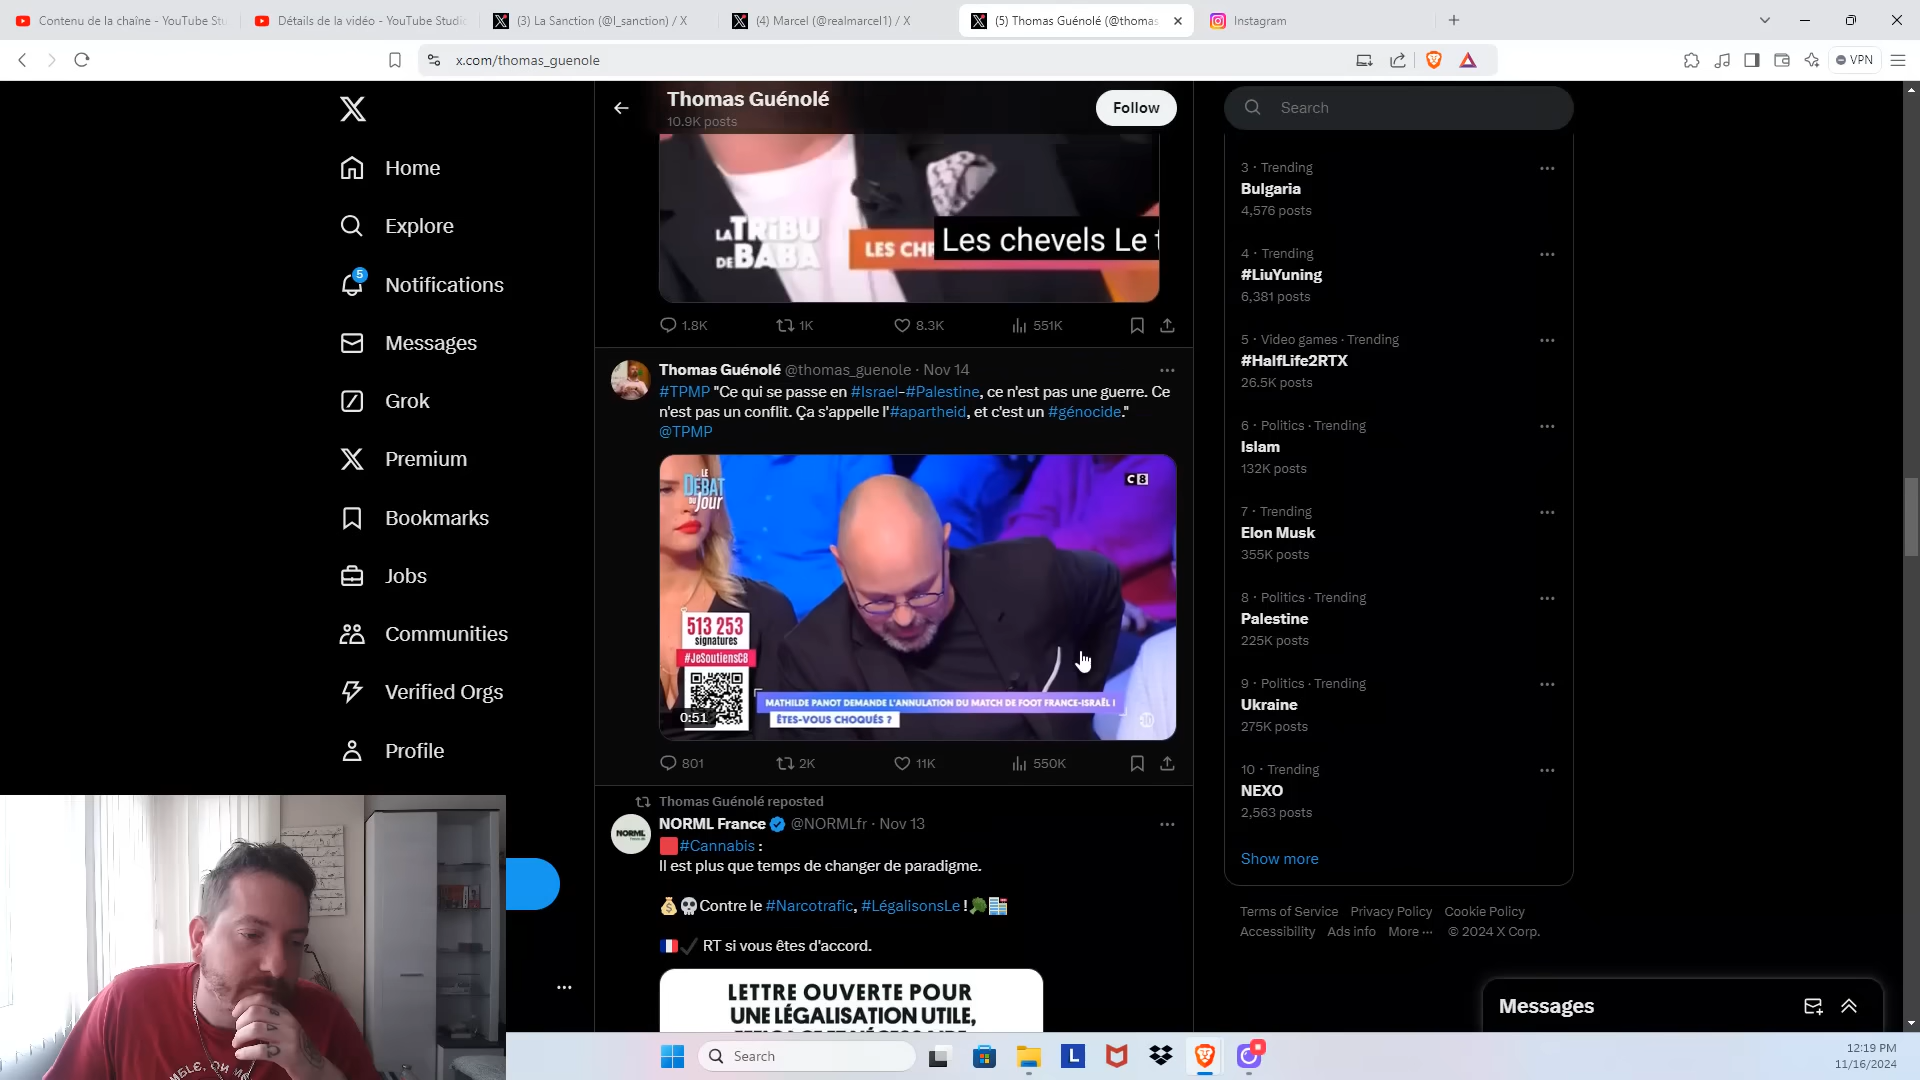 Contenu de la chaîne - YouTube Stu
Détails de la vidéo - YouTube Studio
(3) La Sanction (@l_sanction) / X
(4) Marcel (@realmarcel1) / X
(5) Thomas Guénolé (@thomas
Instagram
x.com/thomas_guenole
VPN
Home
Explore
5
Notifications
Messages
Grok
Premium
Bookmarks
Jobs
Communities
Verified Orgs
Profile
Thomas Guénolé
10.9K posts
Follow
LA TRiBU DE BABA
LES CHR
Les chevels Le t
1.8K 1K 8.3K 551K
Thomas Guénolé @thomas_guenole · Nov 14
#TPMP "Ce qui se passe en #Israel-#Palestine, ce n'est pas une guerre. Ce
n'est pas un conflit. Ça s'appelle l'#apartheid, et c'est un #génocide."
@TPMP
LE
DÉBAT
DU
Jour
C8
513 253
signatures
#JeSoutiensC8
MATHILDE PANOT DEMANDE L'ANNULATION DU MATCH DE FOOT FRANCE-ISRAËL !
ÊTES-VOUS CHOQUÉS ?
0:51
801 2K 11K 550K
Thomas Guénolé reposted
NORML France @NORMLfr · Nov 13
NORML
#Cannabis :
Il est plus que temps de changer de paradigme.
Contre le #Narcotrafic, #LégalisonsLe !
RT si vous êtes d'accord.
LETTRE OUVERTE POUR
UNE LÉGALISATION UTILE,
Search
3 · Trending
Bulgaria
4,576 posts
4 · Trending
#LiuYuning
6,381 posts
5 · Video games · Trending
#HalfLife2RTX
26.5K posts
6 · Politics · Trending
Islam
132K posts
7 · Trending
Elon Musk
355K posts
8 · Politics · Trending
Palestine
225K posts
9 · Politics · Trending
Ukraine
275K posts
10 · Trending
NEXO
2,563 posts
Show more
Terms of Service Privacy Policy Cookie Policy
Accessibility Ads info More ··· © 2024 X Corp.
Messages
Search
L
12:19 PM
11/16/2024